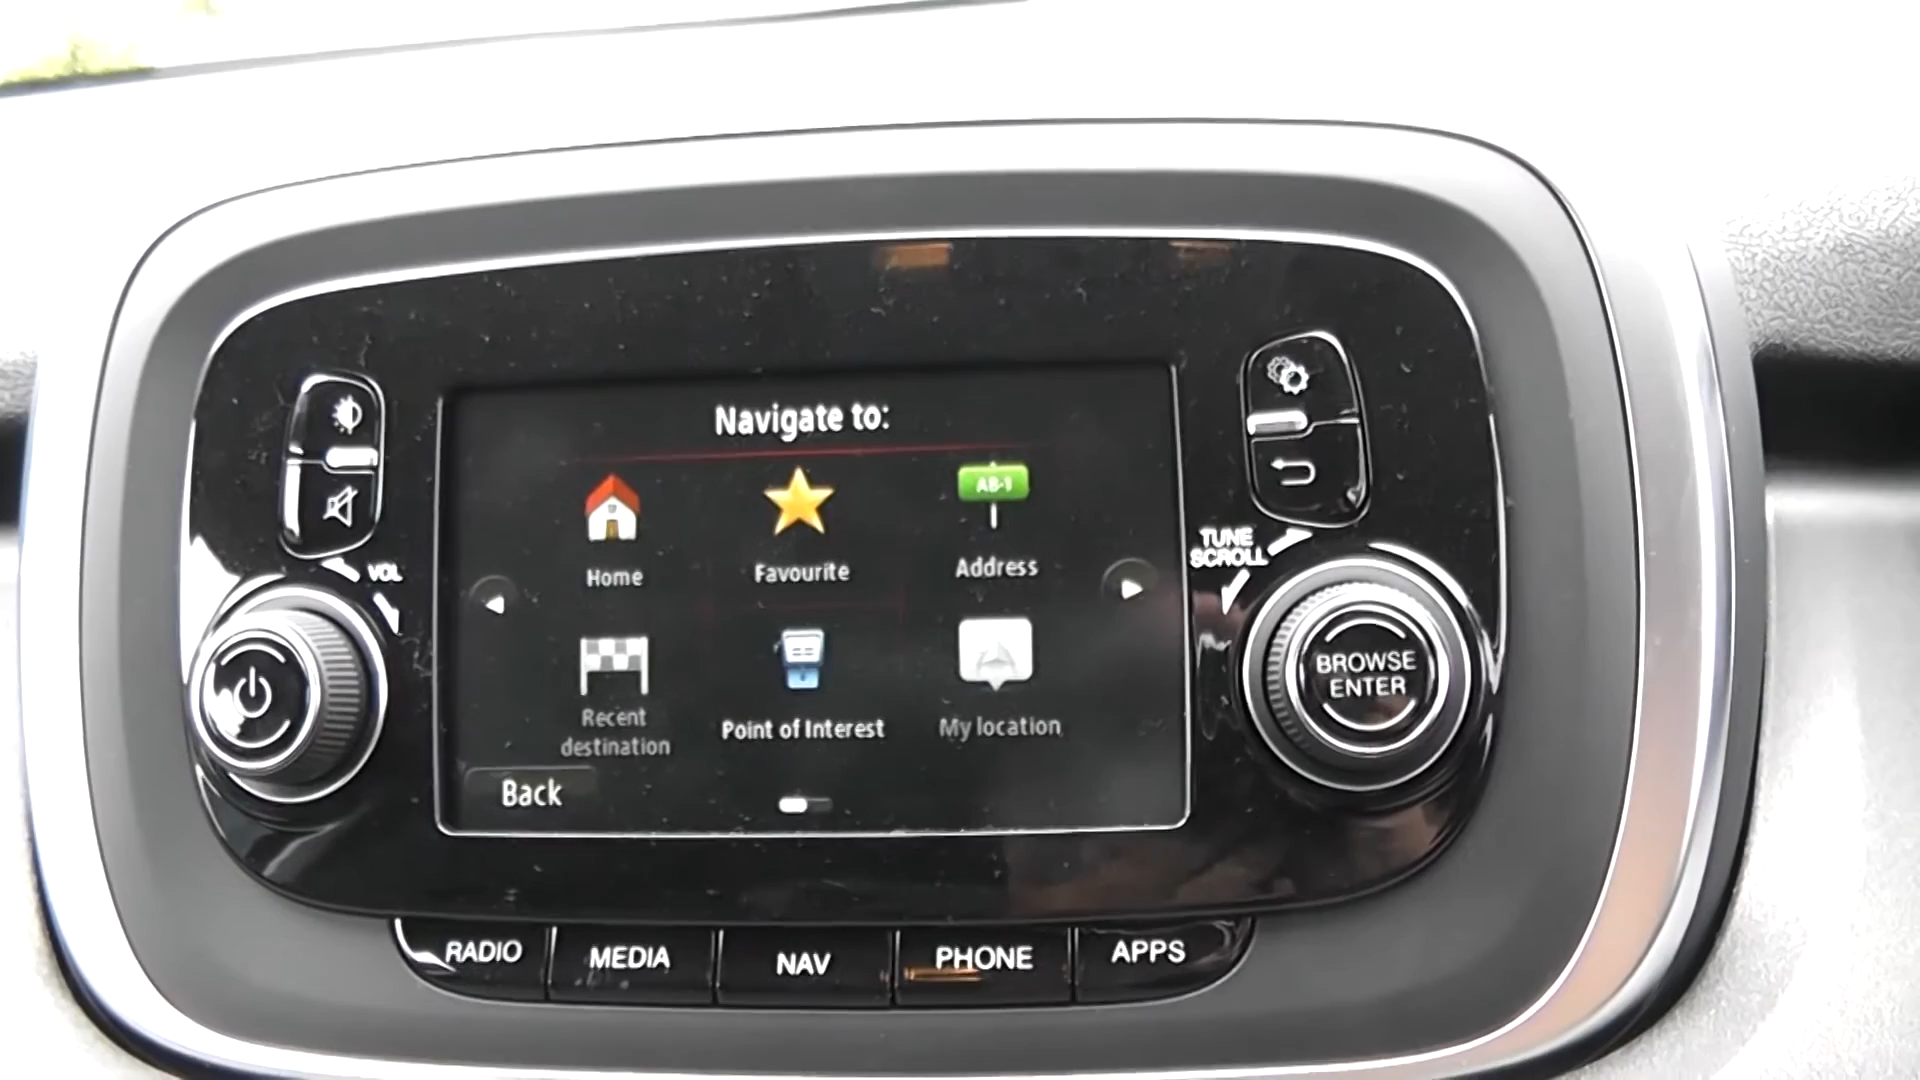 Navigate to:
AB-1
Home
Favourite
Address
Recent
destination
Point of Interest
My location
Back
VOL
TUNE
SCROLL
BROWSE
ENTER
RADIO
MEDIA
NAV
PHONE
APPS